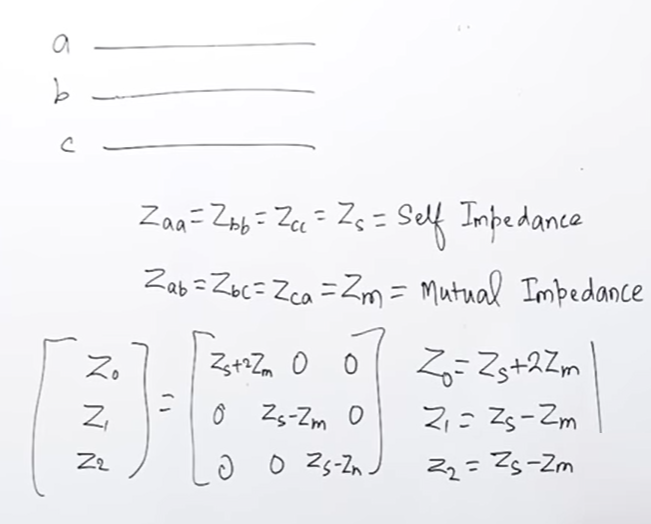 a
b
c
Zaa = Zbb = Zcc = Zs = Self Impedance
Zab = Zbc = Zca = Zm = Mutual Impedance
[Z0 Z1 Z2] = [Zs+2Zm 0 0
0 Zs-Zm 0
0 0 Zs-Zn]
Z0 = Zs+2Zm
Z1 = Zs-Zm
Z2 = Zs-Zm